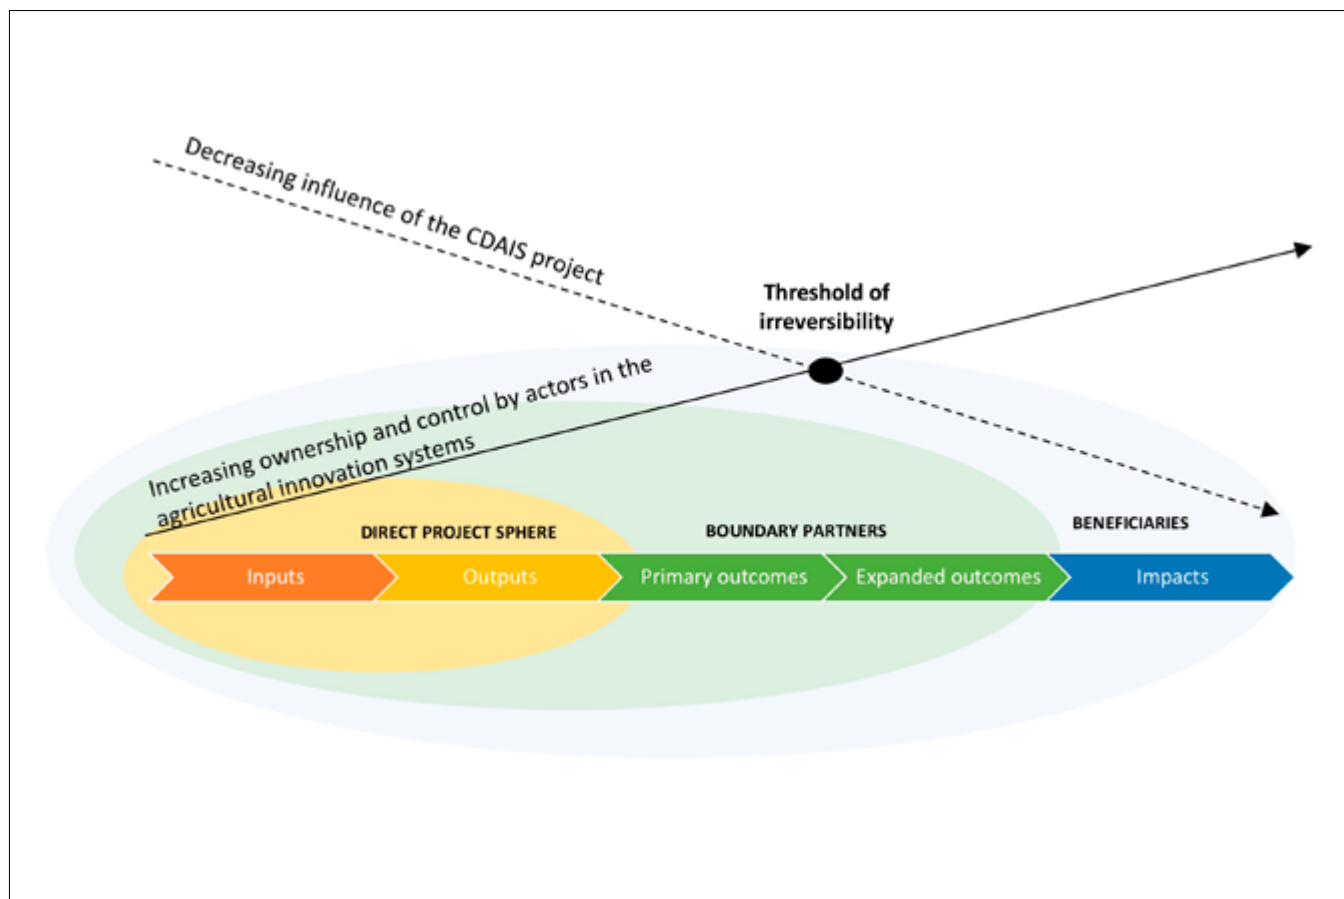 Decreasing influence of the CDAIS project
Threshold of
irreversibility
Increasing ownership and control by actors in the
agricultural innovation systems
DIRECT PROJECT SPHERE
BOUNDARY PARTNERS
BENEFICIARIES
Inputs
Outputs
Primary outcomes
Expanded outcomes
Impacts